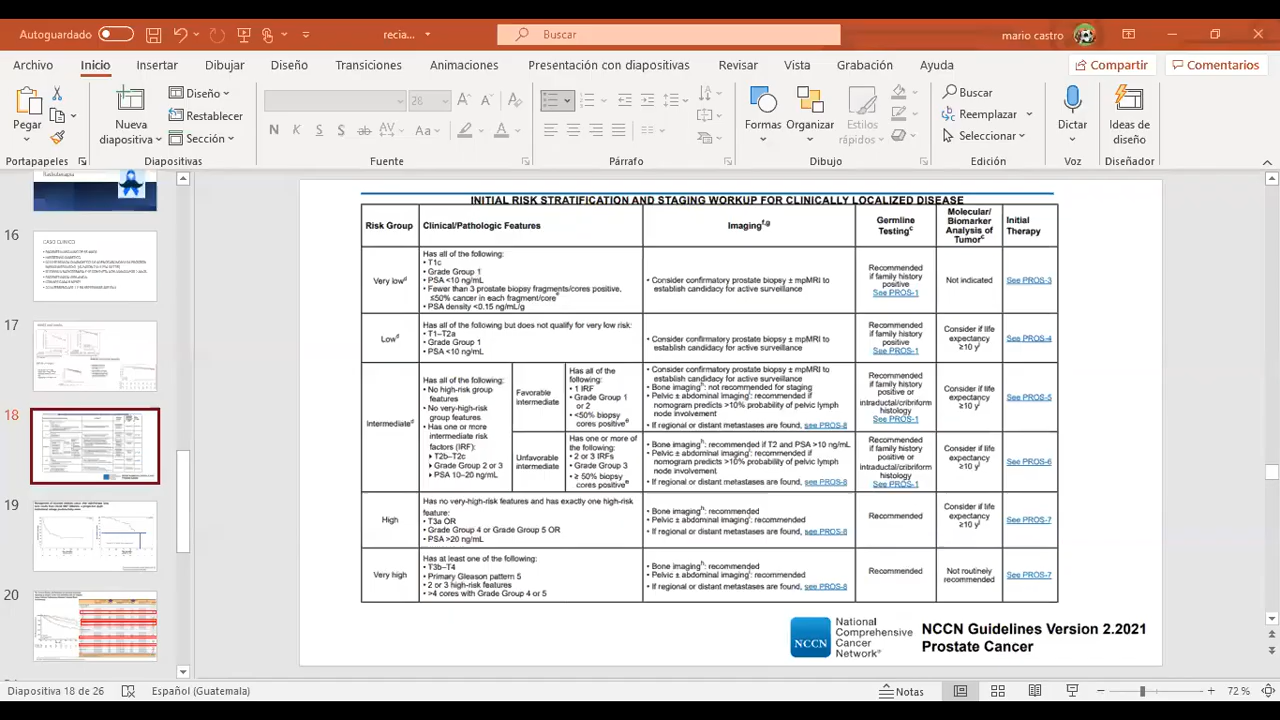 Autoguardado
recia...
Buscar
mario castro
Archivo Inicio Insertar Dibujar Diseño Transiciones Animaciones Presentación con diapositivas Revisar Vista Grabación Ayuda Compartir Comentarios
Pegar
Nueva diapositiva
Diseño
Restablecer
Sección
28
N K S S ab AV Aa A
Formas Organizar Estilos rápidos
Buscar
Reemplazar
Seleccionar
Dictar
Ideas de diseño
Portapapeles Diapositivas Fuente Párrafo Dibujo Edición Voz Diseñador
16
CASO CLINICO
17
18
19
20
INITIAL RISK STRATIFICATION AND STAGING WORKUP FOR CLINICALLY LOCALIZED DISEASE
Risk Group
Clinical/Pathologic Features
Imaging f,g
Germline
Testing c
Molecular/
Biomarker
Analysis of
Tumor c
Initial
Therapy
Very low d
Has all of the following:
• T1c
• Grade Group 1
• PSA <10 ng/mL
• Fewer than 3 prostate biopsy fragments/cores positive,
≤50% cancer in each fragment/core e
• PSA density <0.15 ng/mL/g
• Consider confirmatory prostate biopsy ± mpMRI to
establish candidacy for active surveillance
Recommended
if family history
positive
See PROS-1
Not indicated
See PROS-3
Low d
Has all of the following but does not qualify for very low risk:
• T1–T2a
• Grade Group 1
• PSA <10 ng/mL
• Consider confirmatory prostate biopsy ± mpMRI to
establish candidacy for active surveillance
Recommended
if family history
positive
See PROS-1
Consider if life
expectancy
≥10 y i
See PROS-4
Intermediate d
Has all of the following:
• No high-risk group
features
• No very-high-risk
group features
• Has one or more
intermediate risk
factors (IRF):
T2b–T2c
Grade Group 2 or 3
PSA 10–20 ng/mL
Favorable
intermediate
Has all of the
following:
• 1 IRF
• Grade Group 1
or 2
• <50% biopsy
cores positive e
• Consider confirmatory prostate biopsy ± mpMRI to
establish candidacy for active surveillance
• Bone imaging h: not recommended for staging
• Pelvic ± abdominal imaging i: recommended if
nomogram predicts >10% probability of pelvic lymph
node involvement
• If regional or distant metastases are found, see PROS-8
Recommended
if family history
positive or
intraductal/cribriform
histology
See PROS-1
Consider if life
expectancy
≥10 y i
See PROS-5
Unfavorable
intermediate
Has one or more of
the following:
• 2 or 3 IRFs
• Grade Group 3
• ≥ 50% biopsy
cores positive e
• Bone imaging h: recommended if T2 and PSA >10 ng/mL
• Pelvic ± abdominal imaging i: recommended if
nomogram predicts >10% probability of pelvic lymph
node involvement
• If regional or distant metastases are found, see PROS-8
Recommended
if family history
positive or
intraductal/cribriform
histology
See PROS-1
Consider if life
expectancy
≥10 y i
See PROS-6
High
Has no very-high-risk features and has exactly one high-risk
feature:
• T3a OR
• Grade Group 4 or Grade Group 5 OR
• PSA >20 ng/mL
• Bone imaging h: recommended
• Pelvic ± abdominal imaging i: recommended
• If regional or distant metastases are found, see PROS-8
Recommended
Consider if life
expectancy
≥10 y i
See PROS-7
Very high
Has at least one of the following:
• T3b–T4
• Primary Gleason pattern 5
• 2 or 3 high-risk features
• >4 cores with Grade Group 4 or 5
• Bone imaging h: recommended
• Pelvic ± abdominal imaging i: recommended
• If regional or distant metastases are found, see PROS-8
Recommended
Not routinely
recommended
See PROS-7
NCCN
National
Comprehensive
Cancer
Network®
NCCN Guidelines Version 2.2021
Prostate Cancer
Diapositiva 18 de 26 Español (Guatemala) Notas 72 %